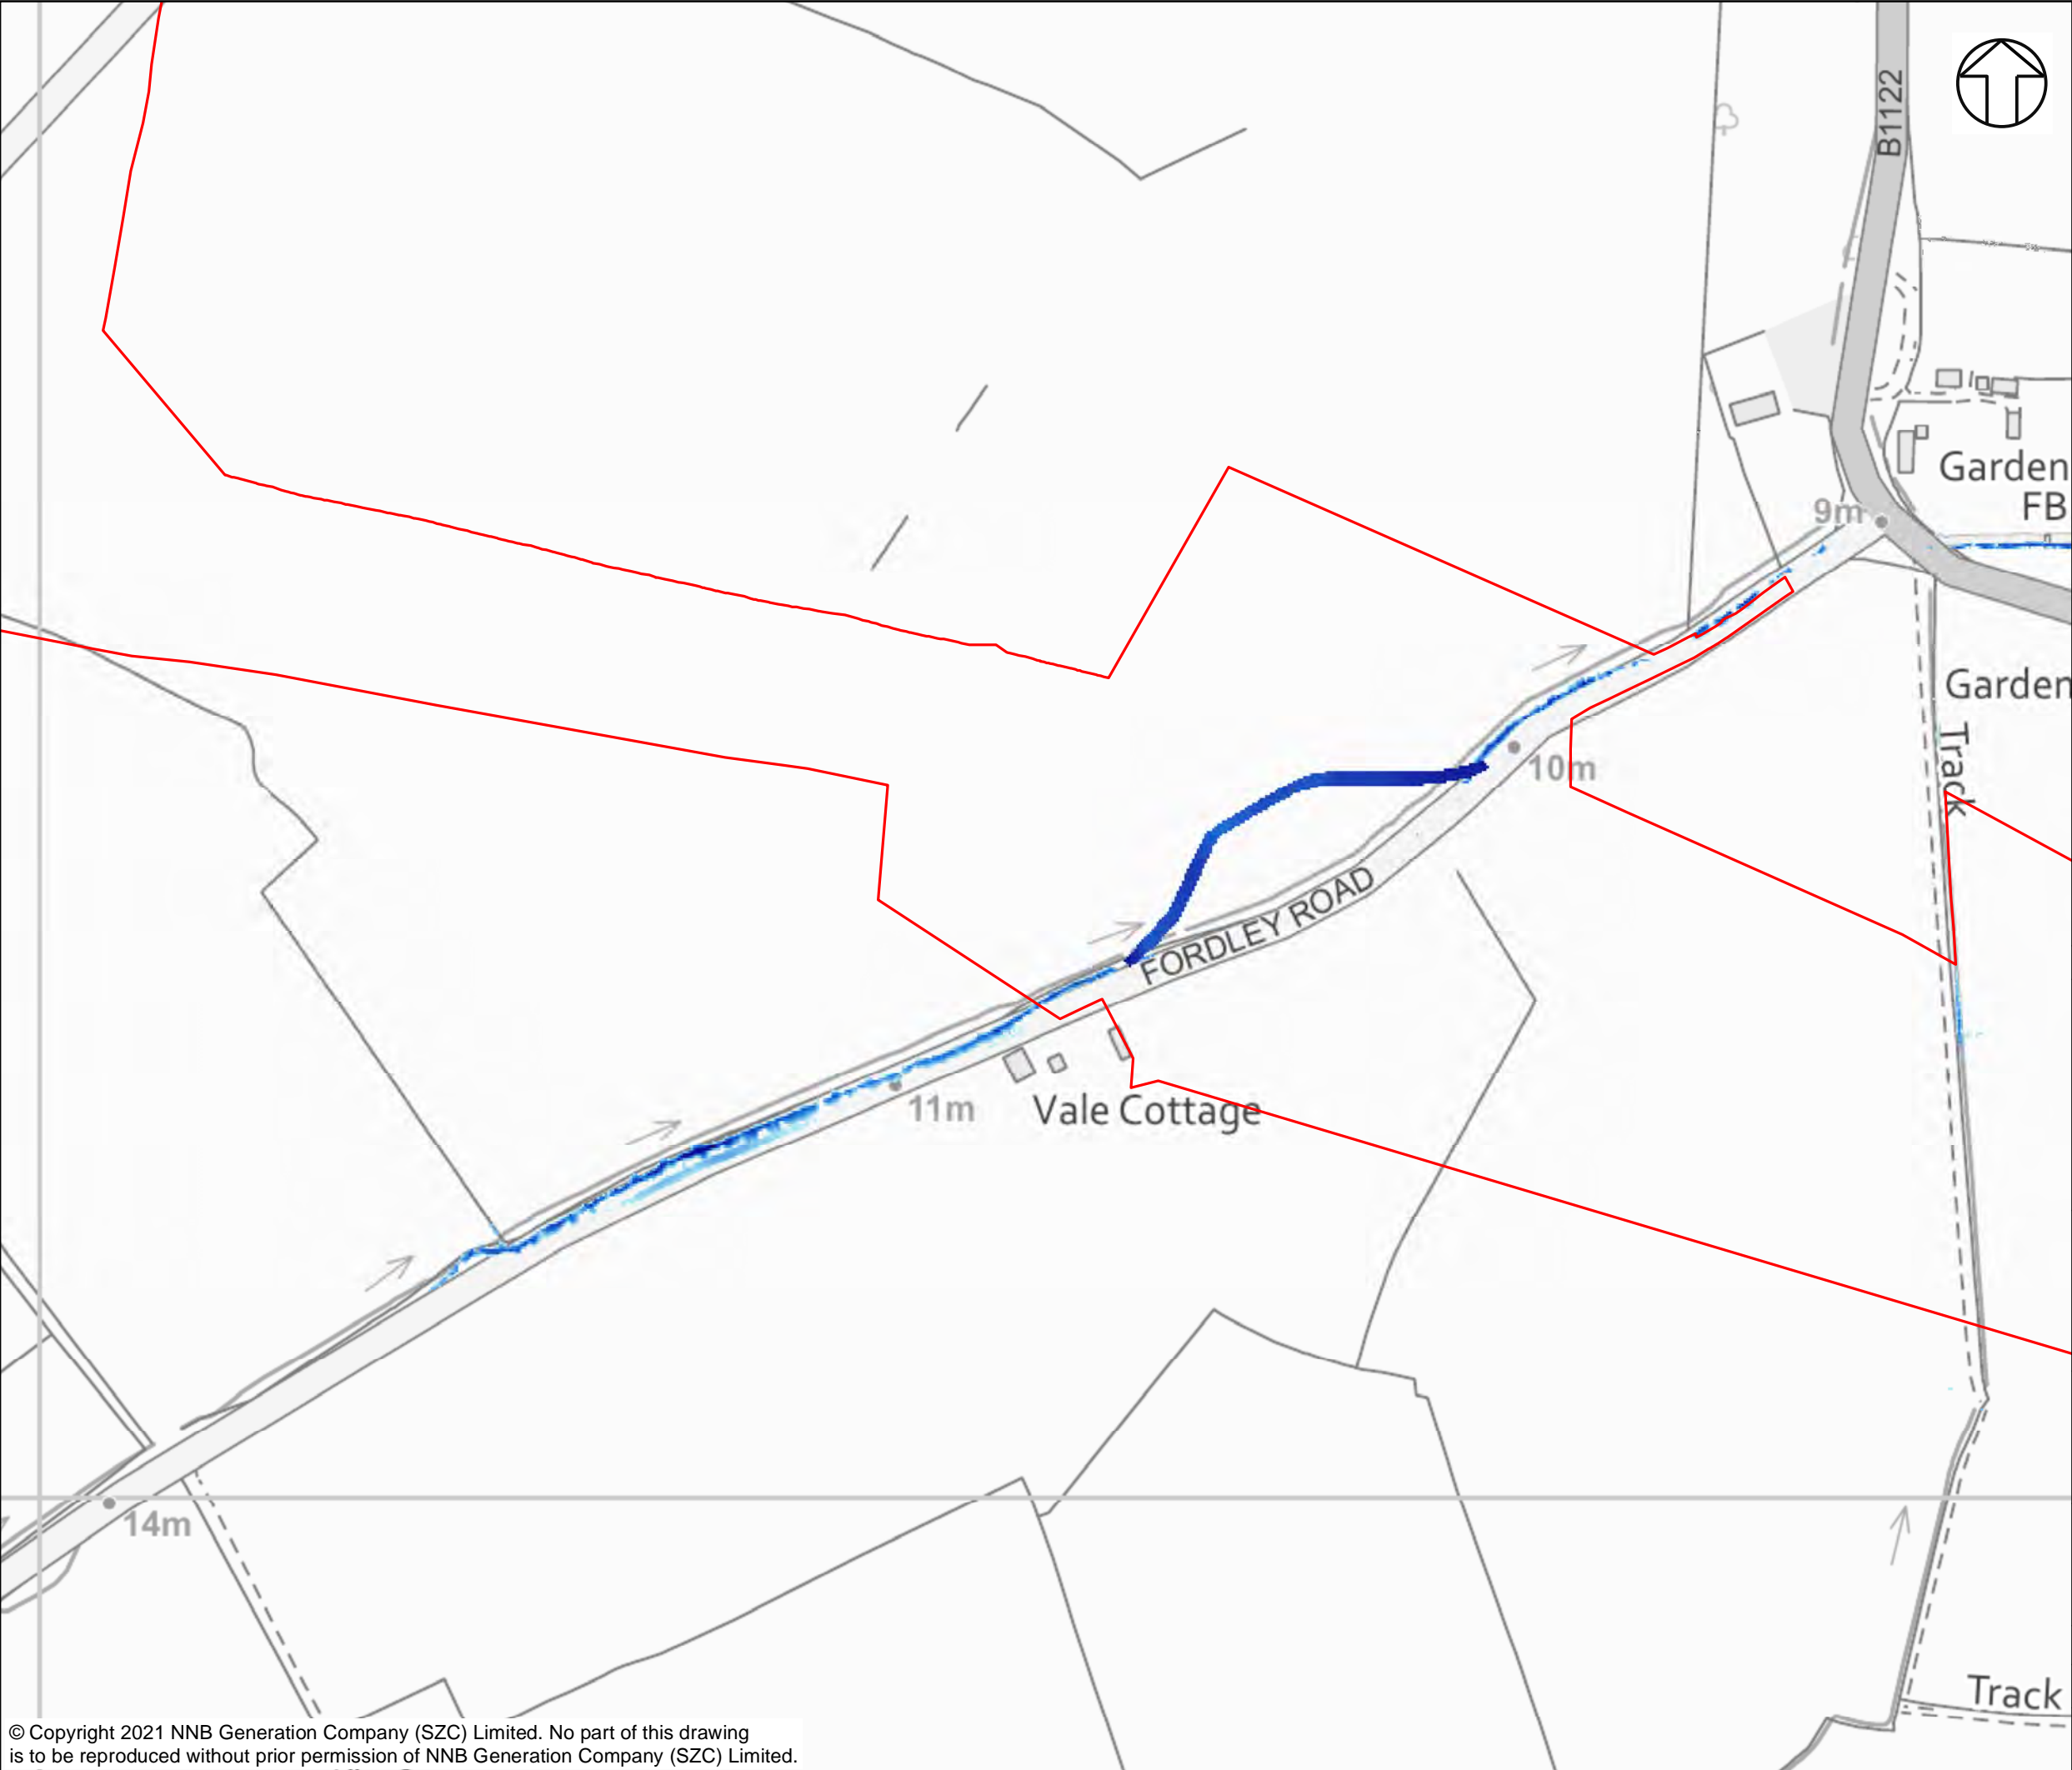 B1122
Garden
FB
9m
Garden
Track
10m
FORDLEY ROAD
11m
Vale Cottage
14m
Track
© Copyright 2021 NNB Generation Company (SZC) Limited. No part of this drawing
is to be reproduced without prior permission of NNB Generation Company (SZC) Limited.